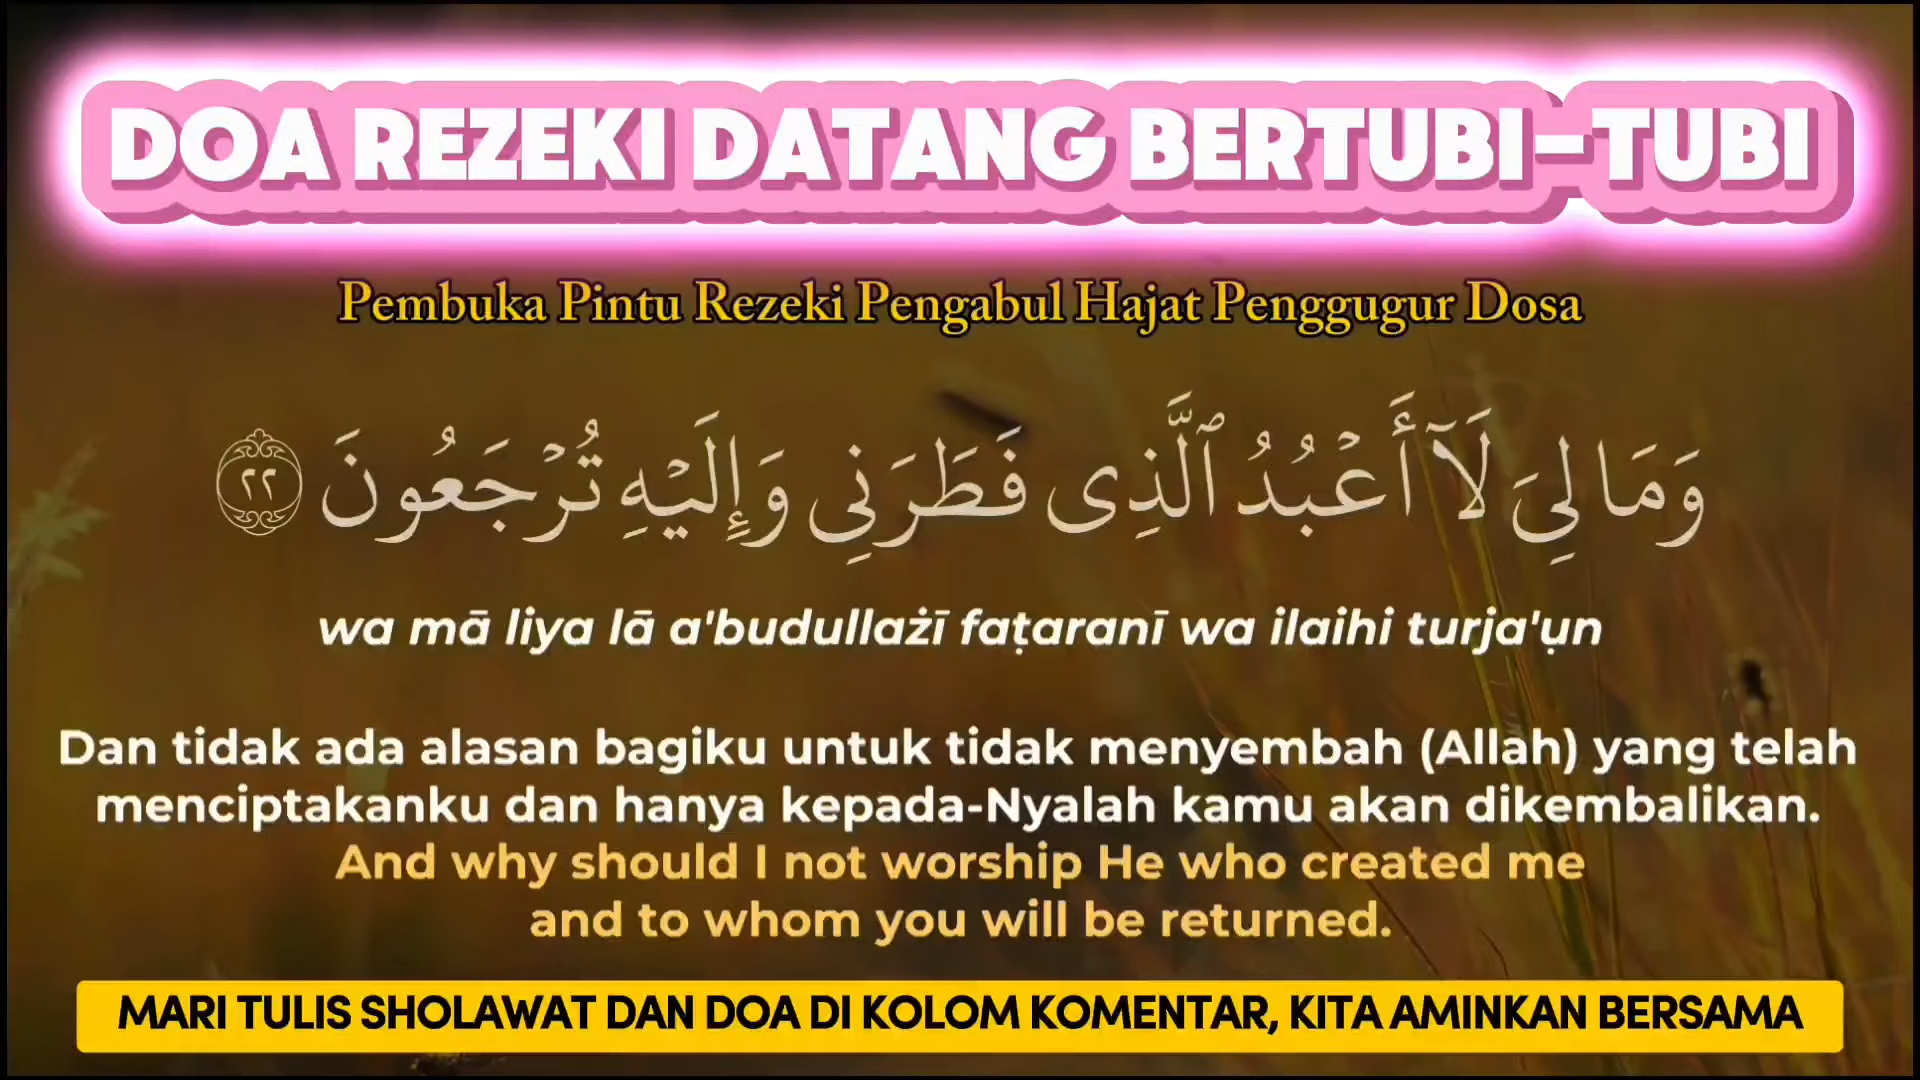 DOA REZEKI DATANG BERTUBI-TUBI
Pembuka Pintu Rezeki Pengabul Hajat Penggugur Dosa
وَمَا لِىَ لَآ أَعْبُدُ ٱلَّذِى فَطَرَنِى وَإِلَيْهِ تُرْجَعُونَ ٢٢
wa mā liya lā a'budullażī faṭaranī wa ilaihi turja'ụn
Dan tidak ada alasan bagiku untuk tidak menyembah (Allah) yang telah
menciptakanku dan hanya kepada-Nyalah kamu akan dikembalikan.
And why should I not worship He who created me
and to whom you will be returned.
MARI TULIS SHOLAWAT DAN DOA DI KOLOM KOMENTAR, KITA AMINKAN BERSAMA